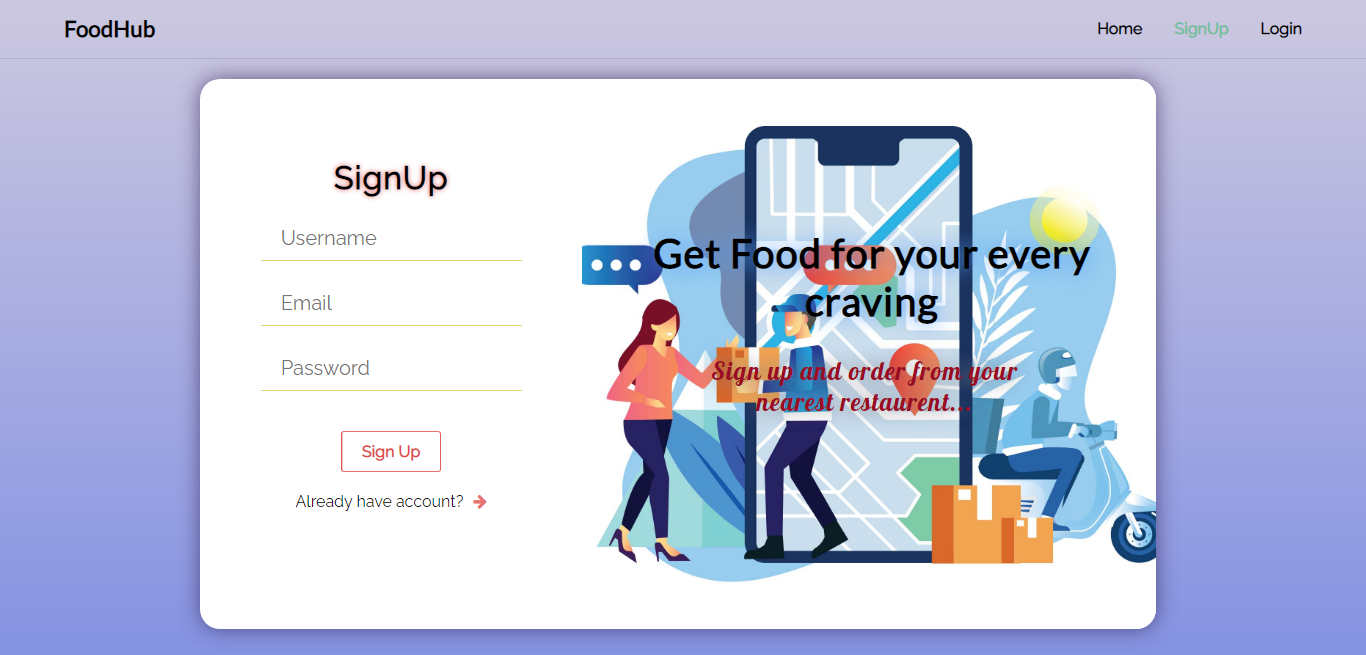 FoodHub
Home SignUp Login
SignUp
Username
Email
Password
Sign Up
Already have account?
Get Food for your every
craving
Sign up and order from your
nearest restaurent...